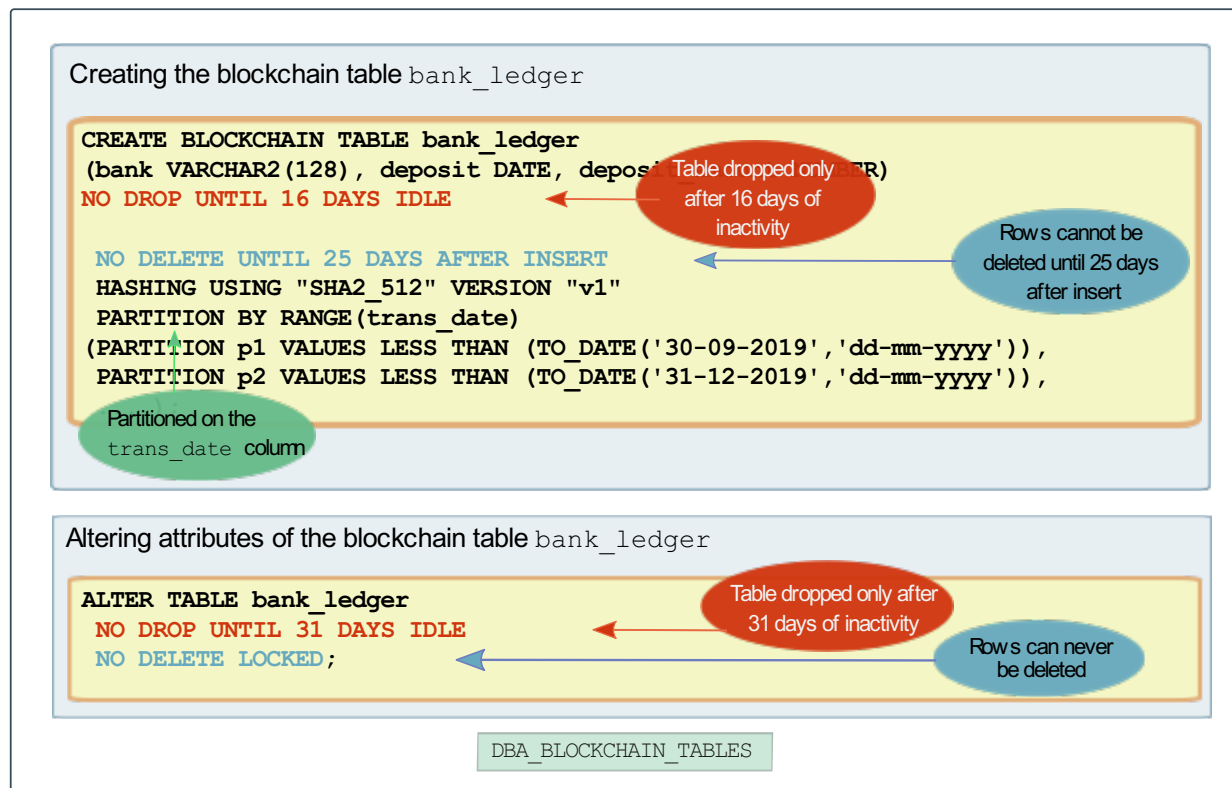 Creating the blockchain table bank_ledger
CREATE BLOCKCHAIN TABLE bank_ledger
(bank VARCHAR2(128), deposit DATE, deposit_ BER)
Table dropped only
after 16 days of
inactivity
NO DROP UNTIL 16 DAYS IDLE
Rows cannot be
deleted until 25 days
after insert
NO DELETE UNTIL 25 DAYS AFTER INSERT
HASHING USING "SHA2_512" VERSION "v1"
PARTITION BY RANGE(trans_date)
(PARTITION p1 VALUES LESS THAN (TO_DATE('30-09-2019','dd-mm-yyyy')),
PARTITION p2 VALUES LESS THAN (TO_DATE('31-12-2019','dd-mm-yyyy')),
Partitioned on the
trans_date column
Altering attributes of the blockchain table bank_ledger
ALTER TABLE bank_ledger
Table dropped only after
31 days of inactivity
NO DROP UNTIL 31 DAYS IDLE
NO DELETE LOCKED;
Rows can never
be deleted
DBA_BLOCKCHAIN_TABLES